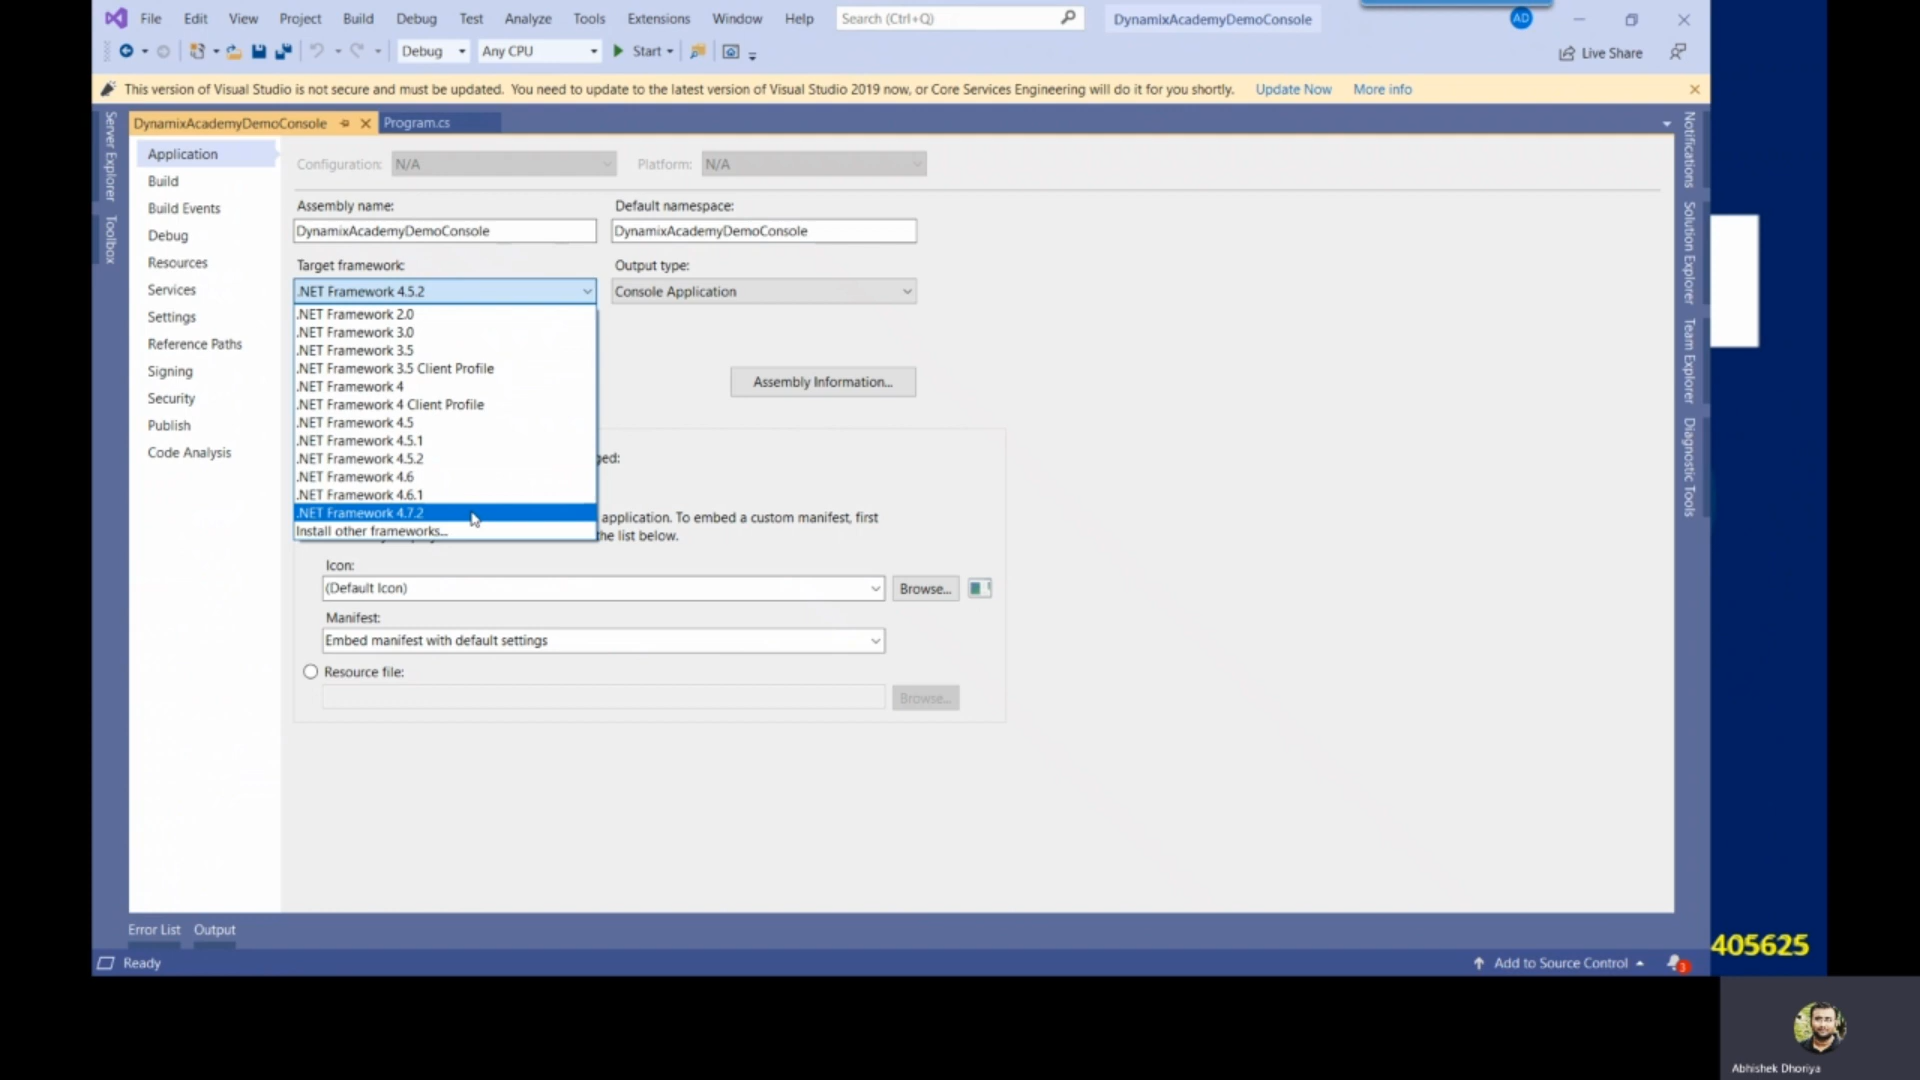 File Edit View Project Build Debug Test Analyze Tools Extensions Window Help Search (Ctrl+Q) DynamixAcademyDemoConsole AD
Debug Any CPU Start Live Share
This version of Visual Studio is not secure and must be updated. You need to update to the latest version of Visual Studio 2019 now, or Core Services Engineering will do it for you shortly. Update Now More info
Server Explorer
Toolbox
DynamixAcademyDemoConsole Program.cs
Application
Build
Build Events
Debug
Resources
Services
Settings
Reference Paths
Signing
Security
Publish
Code Analysis
Configuration: N/A Platform: N/A
Assembly name: Default namespace:
DynamixAcademyDemoConsole DynamixAcademyDemoConsole
Target framework: Output type:
.NET Framework 4.5.2 Console Application
.NET Framework 2.0
.NET Framework 3.0
.NET Framework 3.5
.NET Framework 3.5 Client Profile
.NET Framework 4
.NET Framework 4 Client Profile
.NET Framework 4.5
.NET Framework 4.5.1
.NET Framework 4.5.2
.NET Framework 4.6
.NET Framework 4.6.1
.NET Framework 4.7.2
Install other frameworks...
Assembly Information...
ged:
application. To embed a custom manifest, first
the list below.
Icon:
(Default Icon) Browse...
Manifest:
Embed manifest with default settings
Resource file:
Browse...
Notifications
Solution Explorer
Team Explorer
Diagnostic Tools
Error List Output
Ready Add to Source Control 3
405625
Abhishek Dhoriya